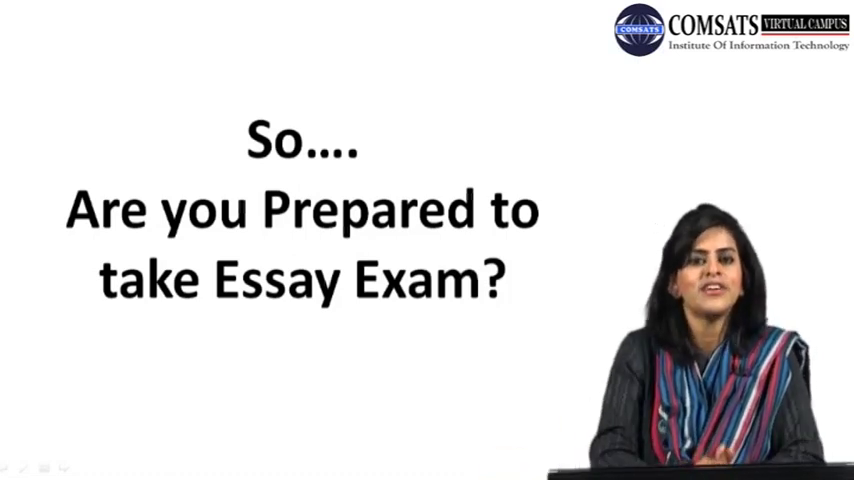 COMSATS VIRTUAL CAMPUS
Institute Of Information Technology
COMSATS
So....
Are you Prepared to
take Essay Exam?